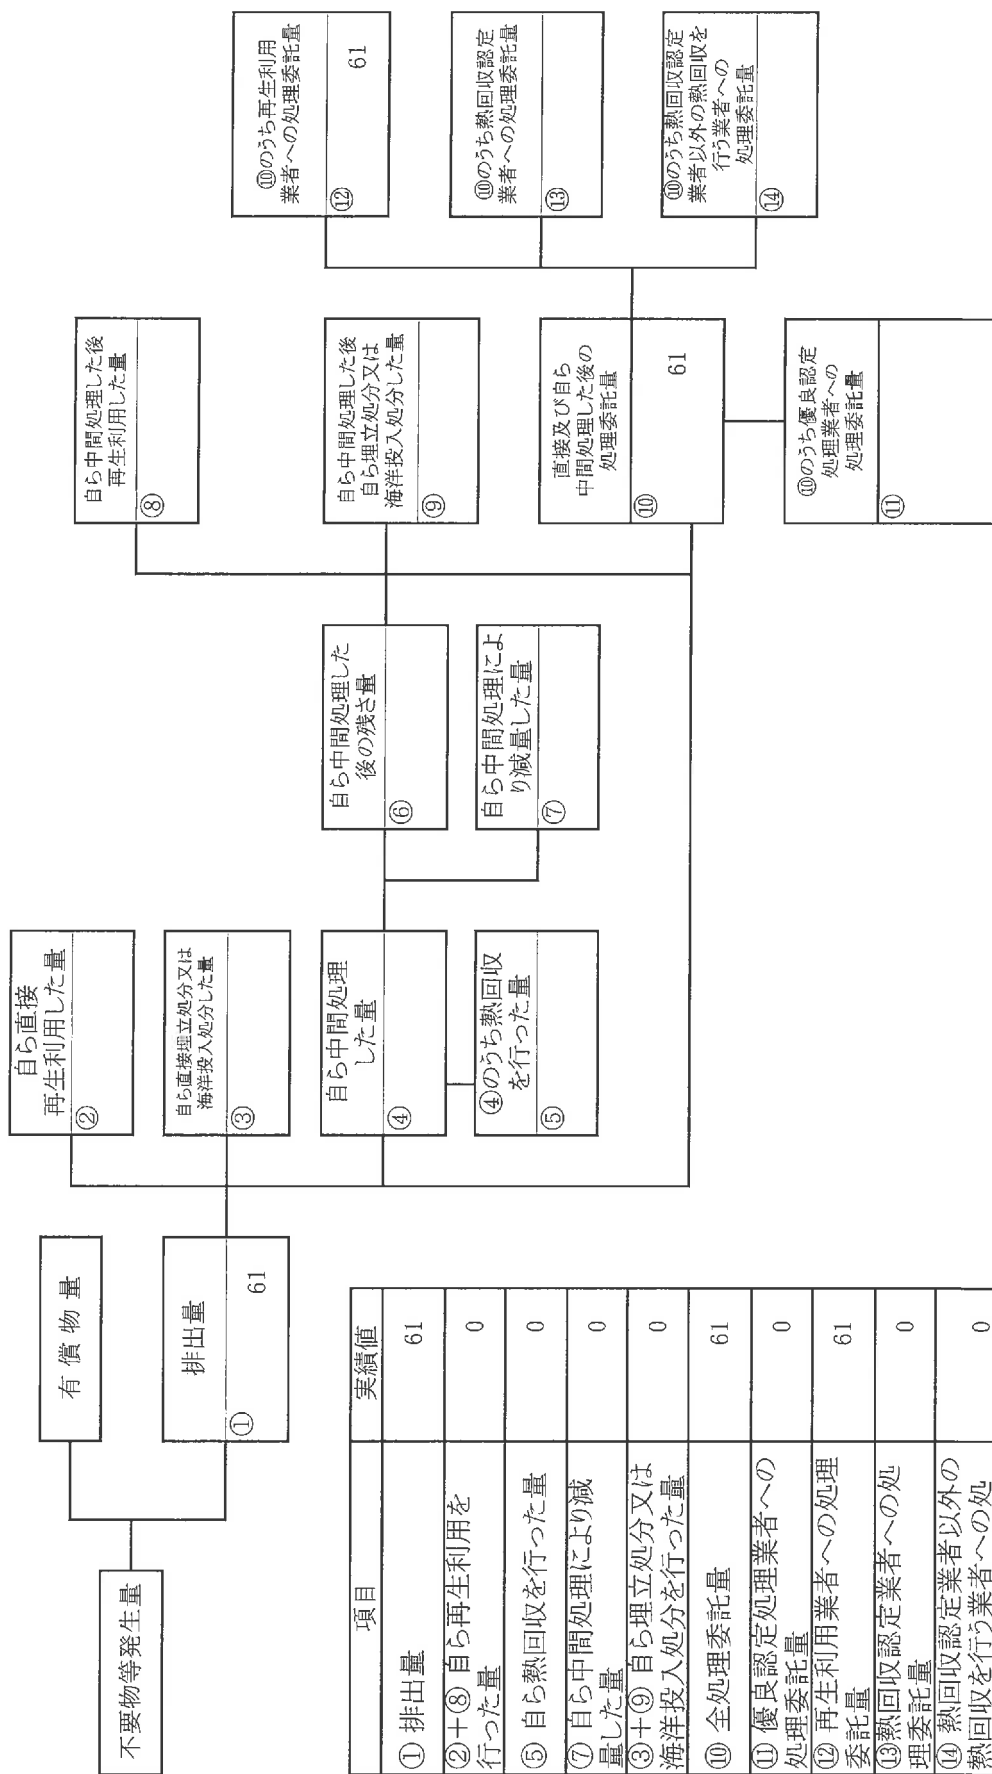 不要物等発生量
有償物量
排出量
①
61
自ら直接
再生利用した量
②
自ら直接埋立処分又は
海洋投入処分した量
③
自ら中間処理
した量
④
④のうち熱回収
を行った量
⑤
自ら中間処理した
後の残さ量
⑥
自ら中間処理によ
り減量した量
⑦
自ら中間処理した後
再生利用した量
⑧
自ら中間処理した後
自ら埋立処分又は
海洋投入処分した量
⑨
直接及び自ら
中間処理した後の
処理委託量
⑩
61
⑩のうち優良認定
処理業者への
処理委託量
⑪
⑩のうち再生利用
業者への処理委託量
⑫
61
⑩のうち熱回収認定
業者への処理委託量
⑬
⑩のうち熱回収認定
業者以外の熱回収を
行う業者への
処理委託量
⑭
項目 実績値
①排出量 61
②+⑧自ら再生利用を
行った量 0
⑤自ら熱回収を行った量 0
⑦自ら中間処理により減
量した量 0
③+⑨自ら埋立処分又は
海洋投入処分を行った量 0
⑩全処理委託量 61
⑪優良認定処理業者への
処理委託量 0
⑫再生利用業者への処理
委託量 61
⑬熱回収認定業者への処
理委託量 0
⑭熱回収認定業者以外の
熱回収を行う業者への処 0